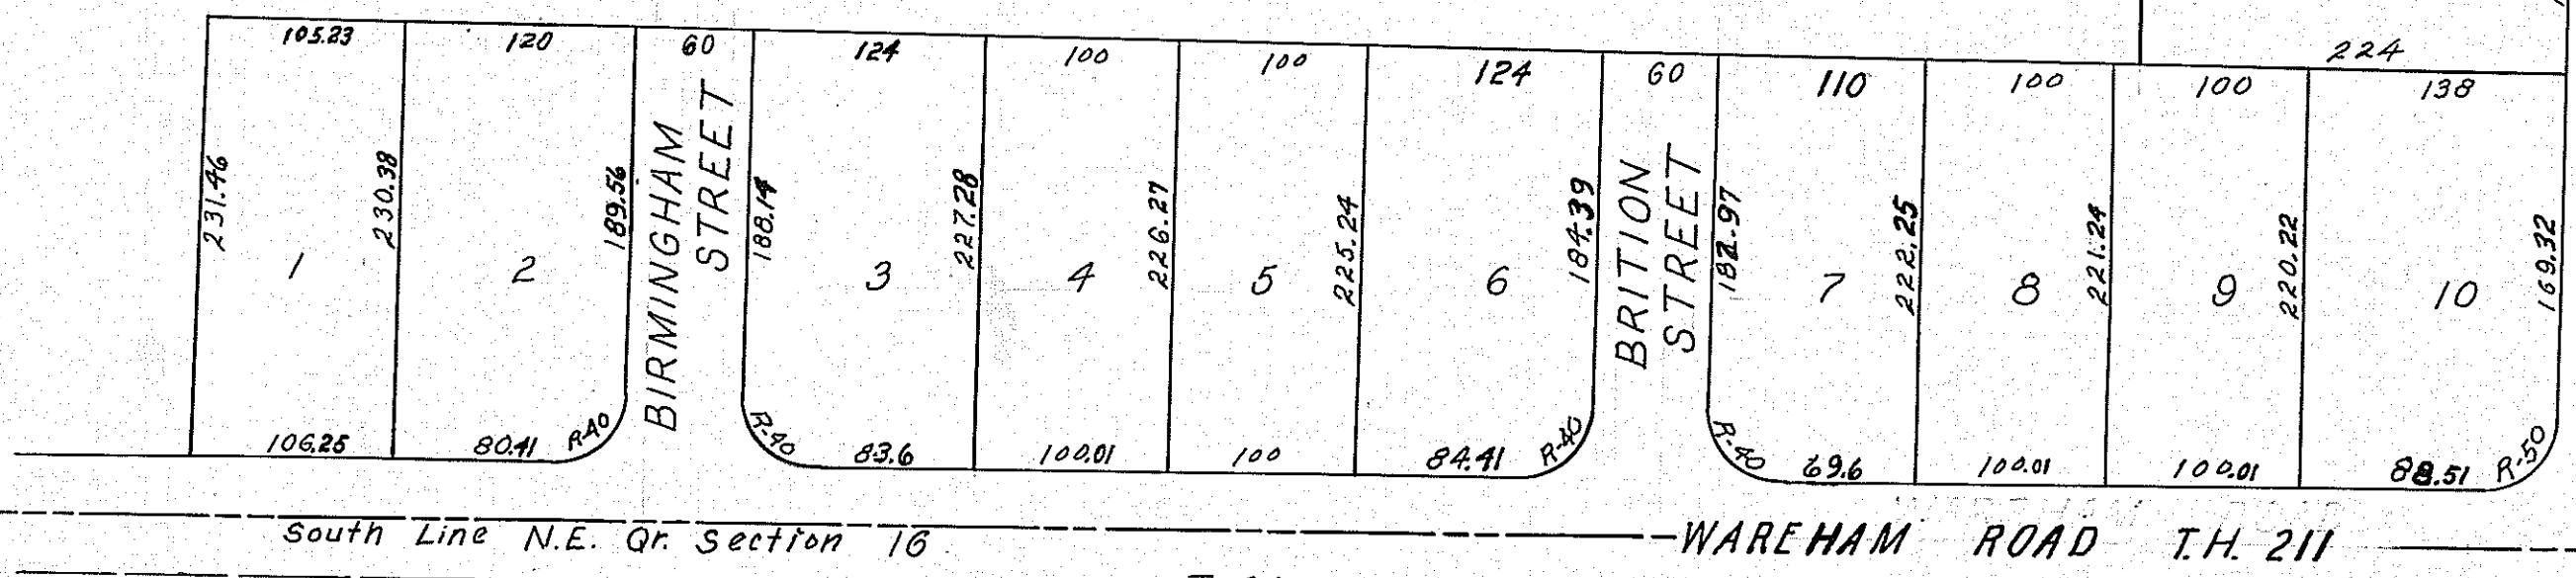 224
105.23 120 60 124 100 100 124 60 110 100 100 138
231.46 230.38 189.56 188.14 227.28 226.27 225.24 184.39 182.97 222.25 221.24 220.22 169.32
BIRMINGHAM
STREET
BRITION
STREET
1 2 3 4 5 6 7 8 9 10
R-40 R-40 R-40 R-40 R-50
106.25 80.41 83.6 100.01 100 84.41 69.6 100.01 100.01 88.51
South Line N.E. Qr. Section 16
WAREHAM ROAD T.H. 211